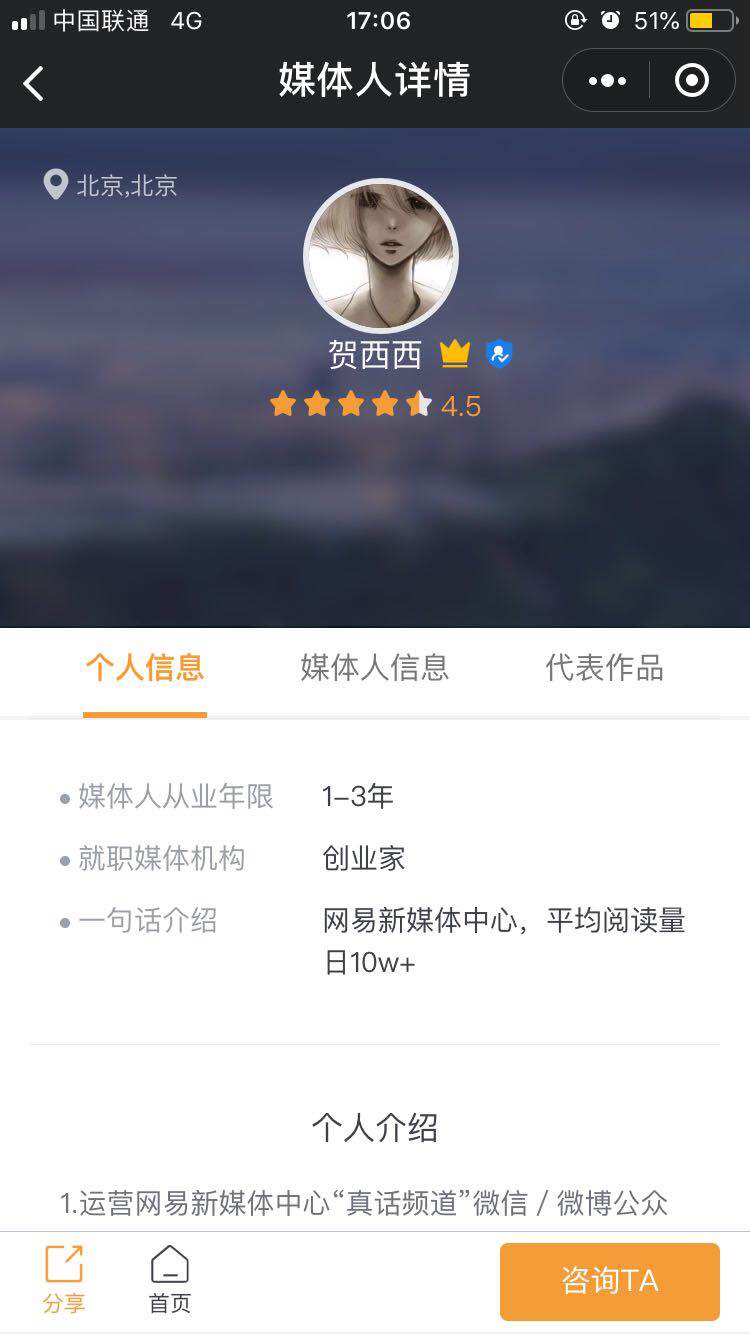 中国联通 4G 17:06 51%
媒体人详情
北京,北京
贺西西
4.5
个人信息 媒体人信息 代表作品
媒体人从业年限 1-3年
就职媒体机构 创业家
一句话介绍 网易新媒体中心，平均阅读量
日10w+
个人介绍
1.运营网易新媒体中心“真话频道”微信 / 微博公众
分享 首页 咨询TA